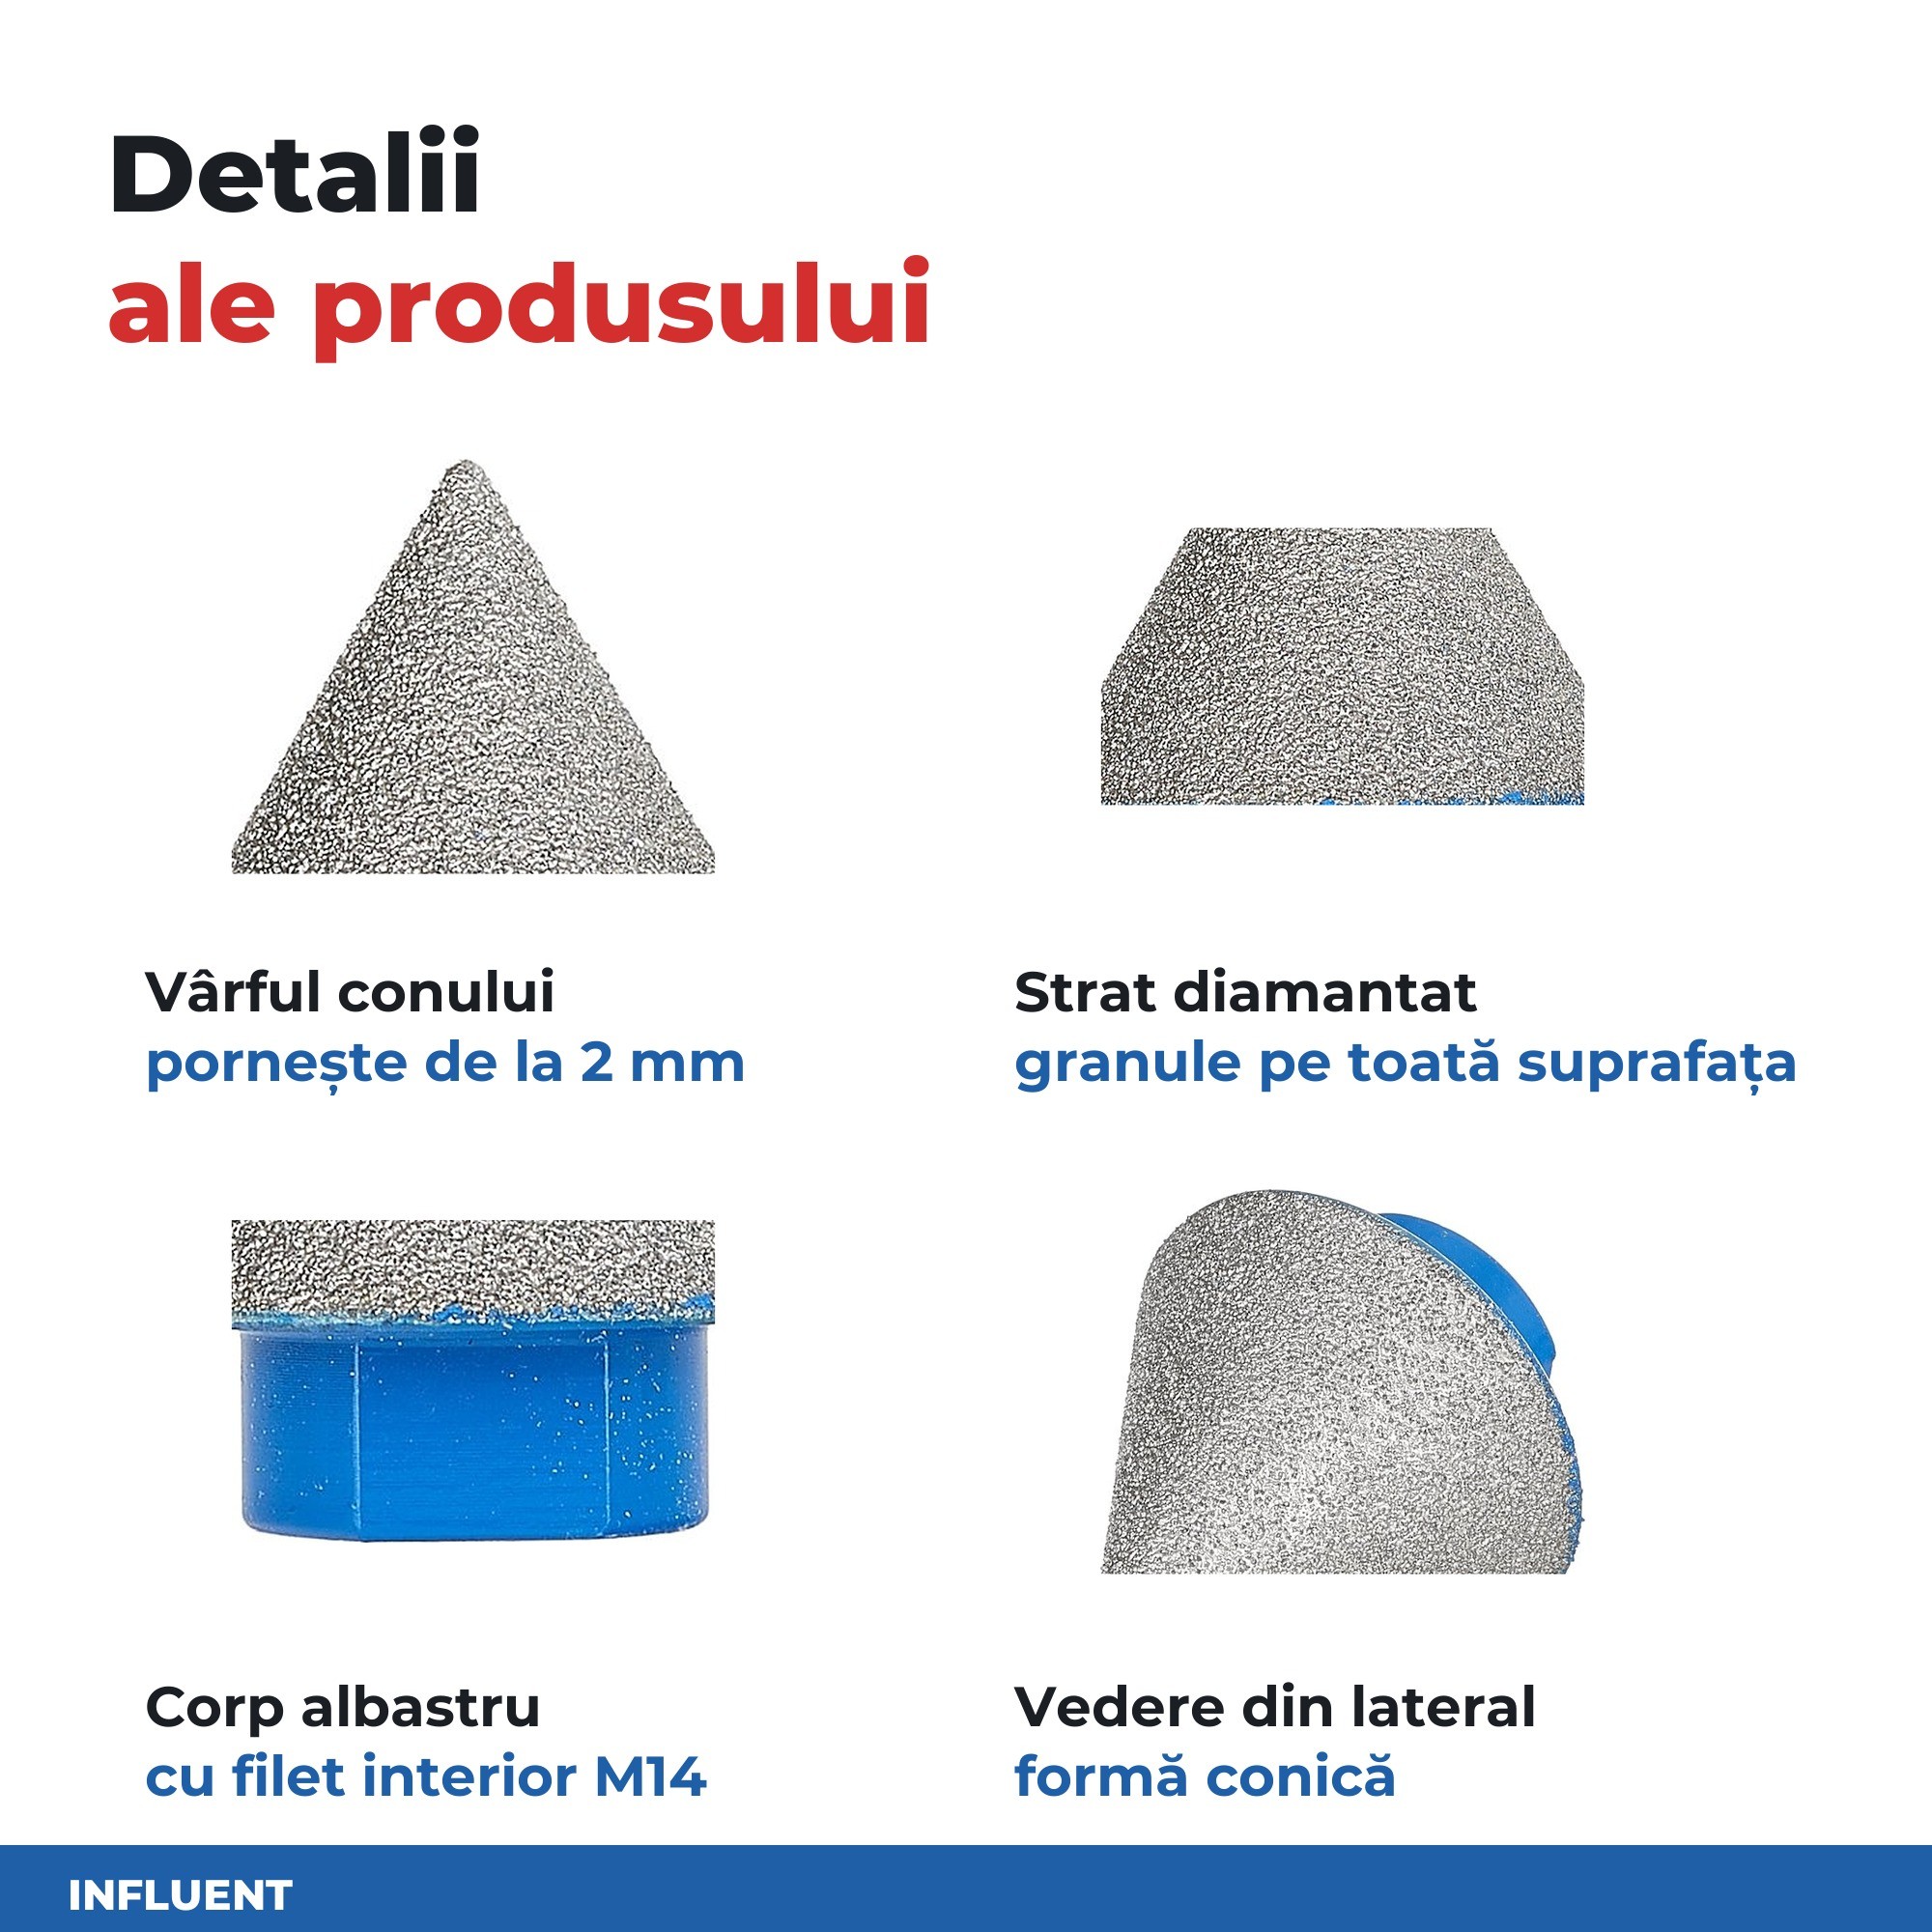 Detalii
ale produsului
Vârful conului
pornește de la 2 mm
Strat diamantat
granule pe toată suprafața
Corp albastru
cu filet interior M14
Vedere din lateral
formă conică
INFLUENT